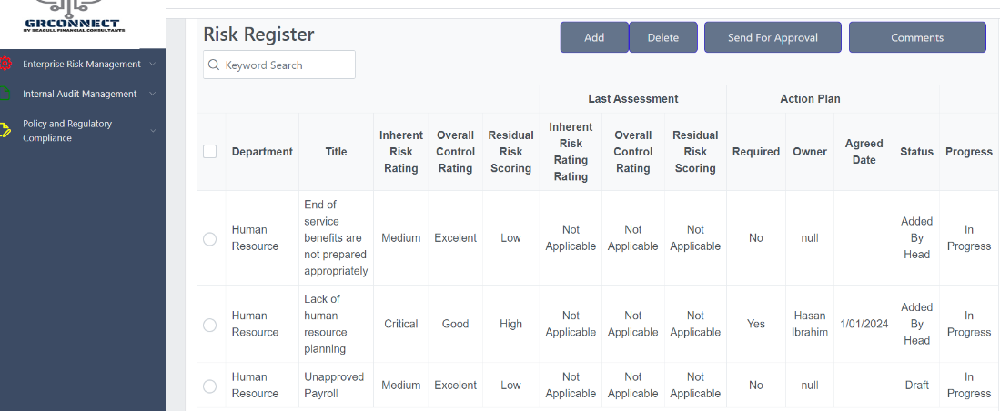 GRCONNECT
BY SEAGULL FINANCIAL CONSULTANTS
Enterprise Risk Management
Internal Audit Management
Policy and Regulatory
Compliance
Risk Register
Add Delete Send For Approval Comments
Keyword Search
Last Assessment Action Plan
Department Title Inherent Risk Rating Overall Control Rating Residual Risk Scoring Inherent Risk Rating Rating Overall Control Rating Residual Risk Scoring Required Owner Agreed Date Status Progress
Human Resource End of service benefits are not prepared appropriately Medium Excelent Low Not Applicable Not Applicable Not Applicable No null Added By Head In Progress
Human Resource Lack of human resource planning Critical Good High Not Applicable Not Applicable Not Applicable Yes Hasan Ibrahim 1/01/2024 Added By Head In Progress
Human Resource Unapproved Payroll Medium Excelent Low Not Applicable Not Applicable Not Applicable No null Draft In Progress